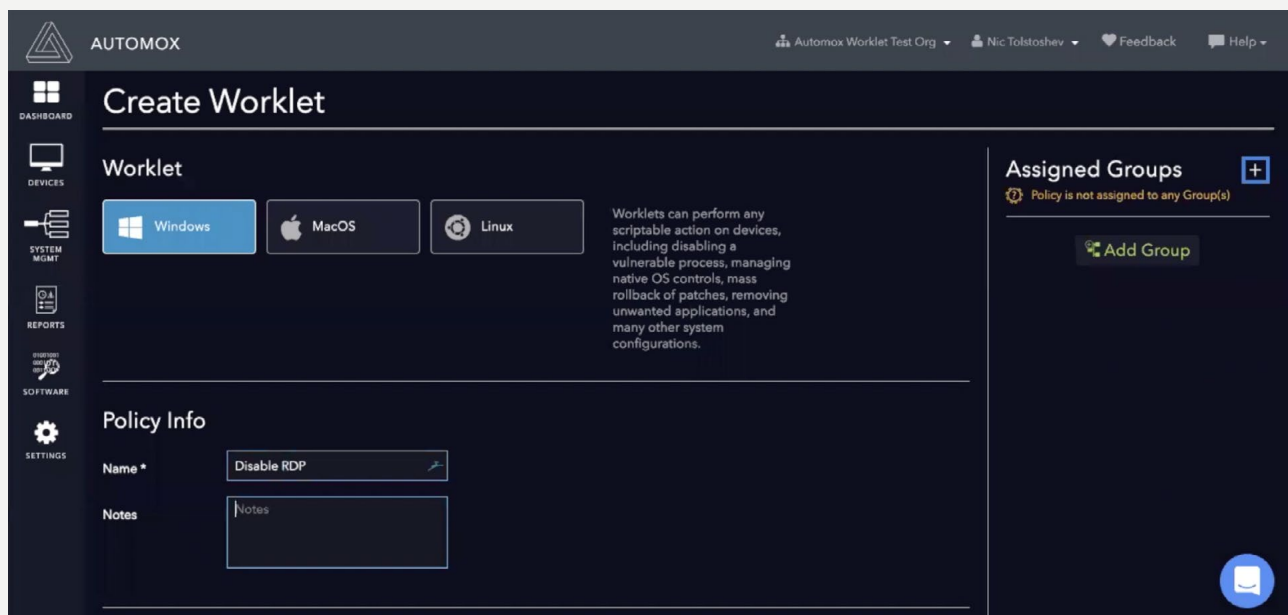 AUTOMOX
Automox Worklet Test Org
Nic Tolstoshev
Feedback
Help
DASHBOARD
DEVICES
SYSTEM
MGMT
REPORTS
SOFTWARE
SETTINGS
Create Worklet
Worklet
Windows
MacOS
Linux
Worklets can perform any
scriptable action on devices,
including disabling a
vulnerable process, managing
native OS controls, mass
rollback of patches, removing
unwanted applications, and
many other system
configurations.
Policy Info
Name *
Disable RDP
Notes
Notes
Assigned Groups
Policy is not assigned to any Group(s)
Add Group